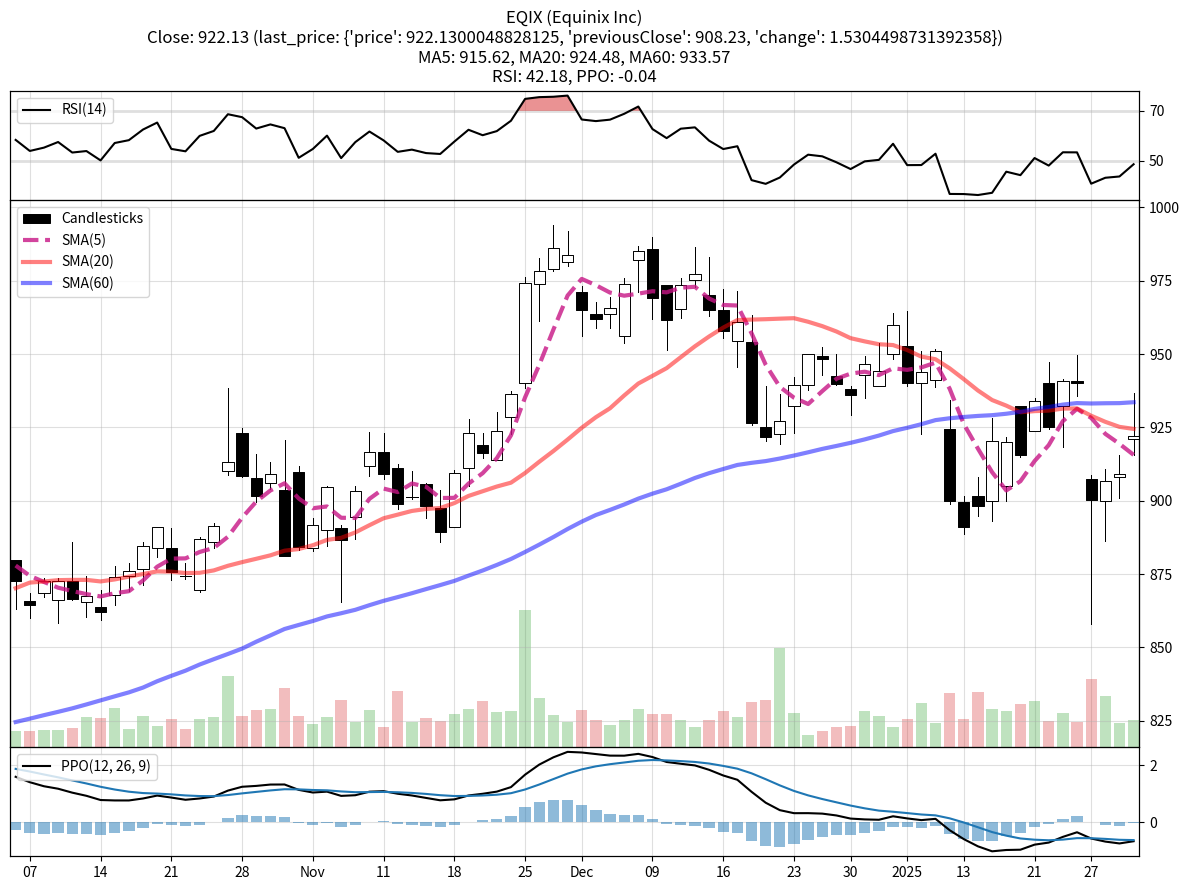 EQIX (Equinix Inc)
Close: 922.13 (last_price: {'price': 922.1300048828125, 'previousClose': 908.23, 'change': 1.5304498731392358})
MA5: 915.62, MA20: 924.48, MA60: 933.57
RSI: 42.18, PPO: -0.04
RSI(14)
70
50
Candlesticks
SMA(5)
SMA(20)
SMA(60)
1000
975
950
925
900
875
850
825
PPO(12, 26, 9)
2
0
07 14 21 28 Nov 11 18 25 Dec 09 16 23 30 2025 13 21 27